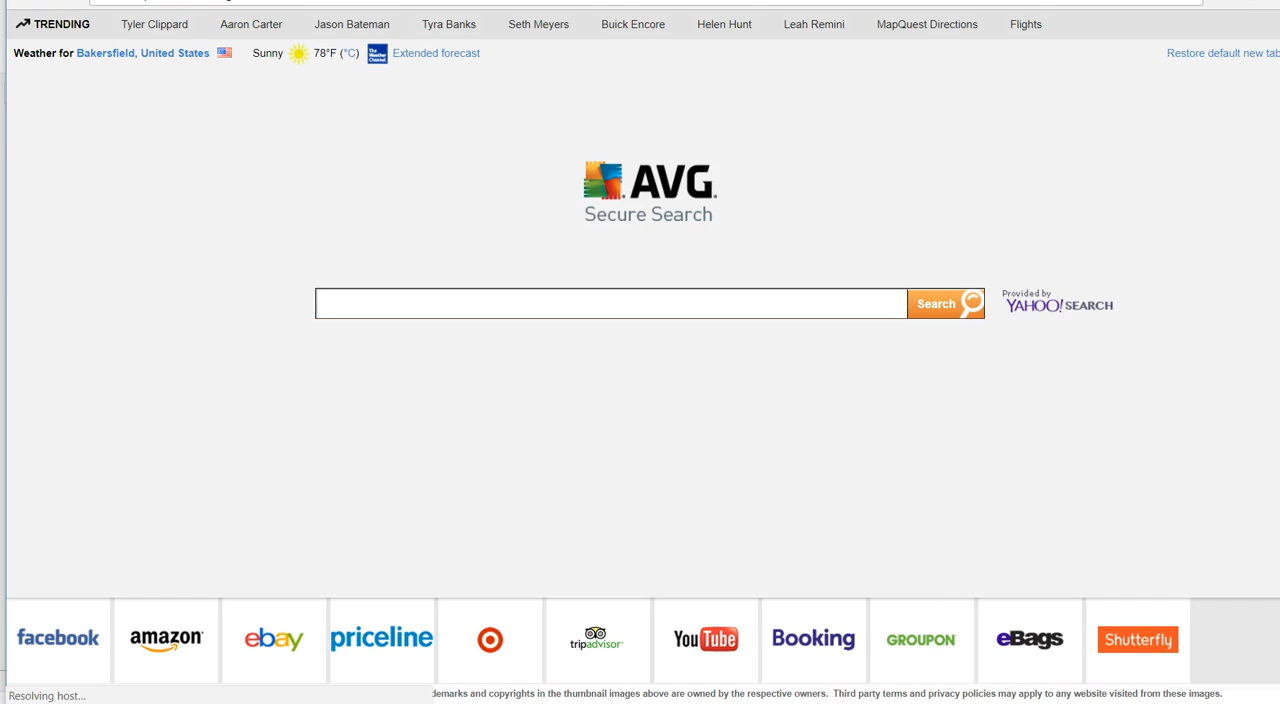 TRENDING Tyler Clippard Aaron Carter Jason Bateman Tyra Banks Seth Meyers Buick Encore Helen Hunt Leah Remini MapQuest Directions Flights
Weather for Bakersfield, United States Sunny 78°F (°C) The Weather Channel Extended forecast Restore default new tab
AVG
Secure Search
Search Provided by
YAHOO! SEARCH
facebook amazon ebay priceline tripadvisor YouTube Booking GROUPON eBags Shutterfly
Resolving host... demarks and copyrights in the thumbnail images above are owned by the respective owners. Third party terms and privacy policies may apply to any website visited from these images.